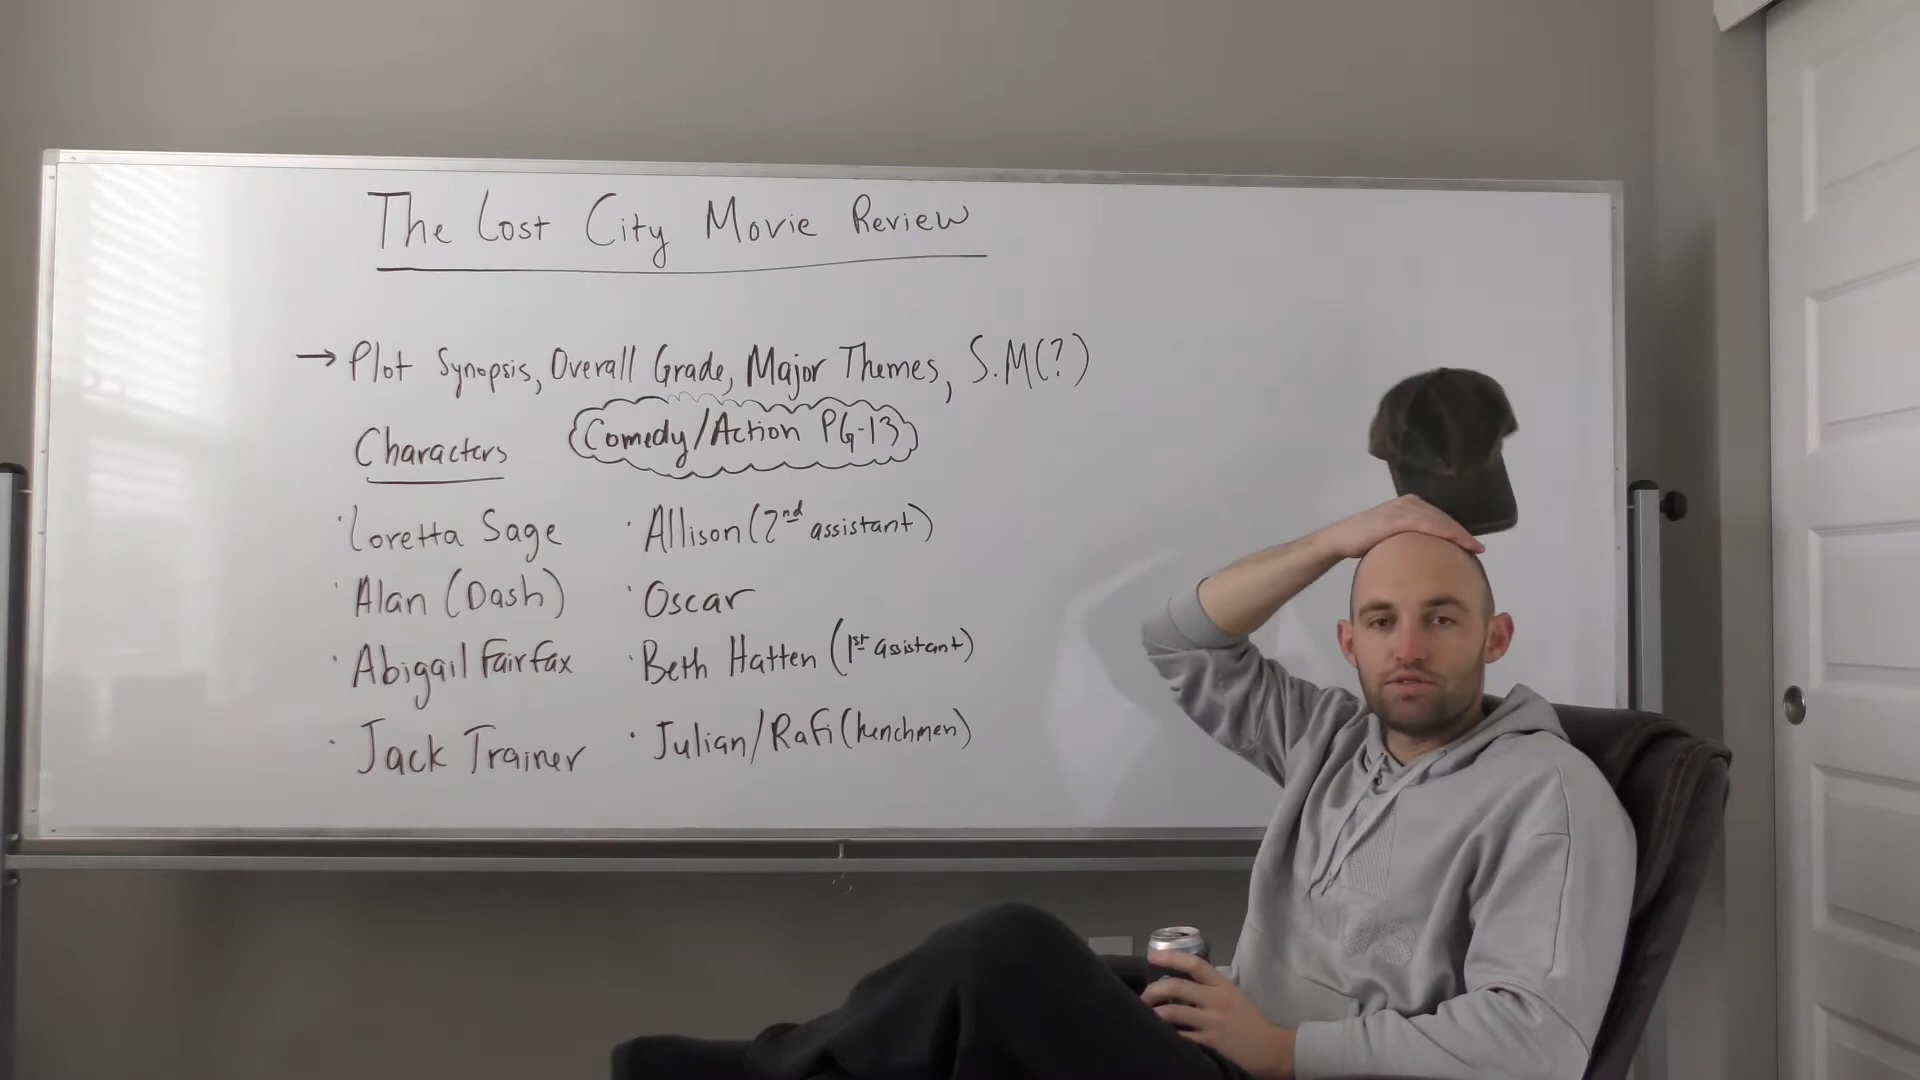 The Lost City Movie Review
→ Plot Synopsis, Overall Grade, Major Themes, S.M(?)
Characters
Comedy/Action PG-13
· Loretta Sage
· Alan (Dash)
· Abigail Fairfax
· Jack Trainer
· Allison (2nd assistant)
· Oscar
· Beth Hatten (1st assistant)
· Julian/Rafi (henchmen)